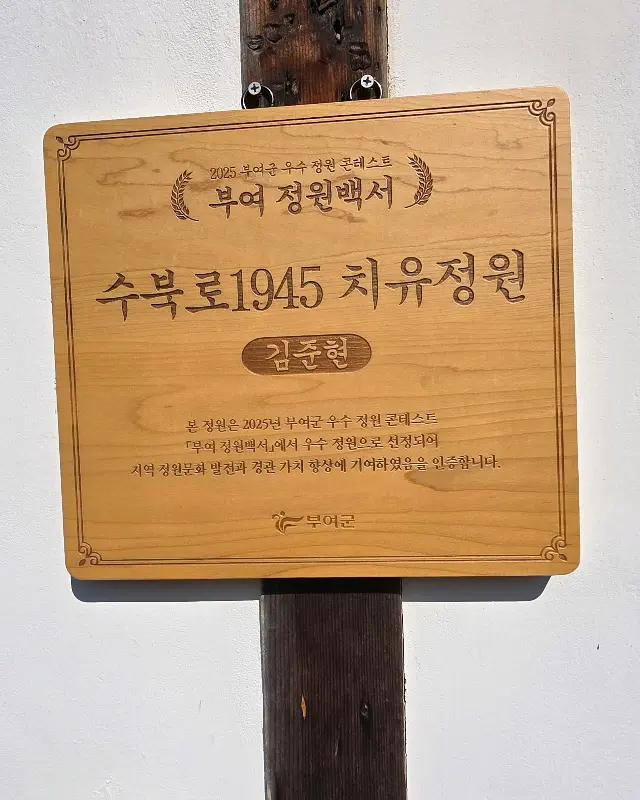 2025 부여군 우수 정원 콘테스트
부여 정원백서
수북로1945 치유정원
김준현
본 정원은 2025년 부여군 우수 정원 콘테스트
「부여 정원백서」에서 우수 정원으로 선정되어
지역 정원문화 발전과 경관 가치 향상에 기여하였음을 인증합니다.
부여군